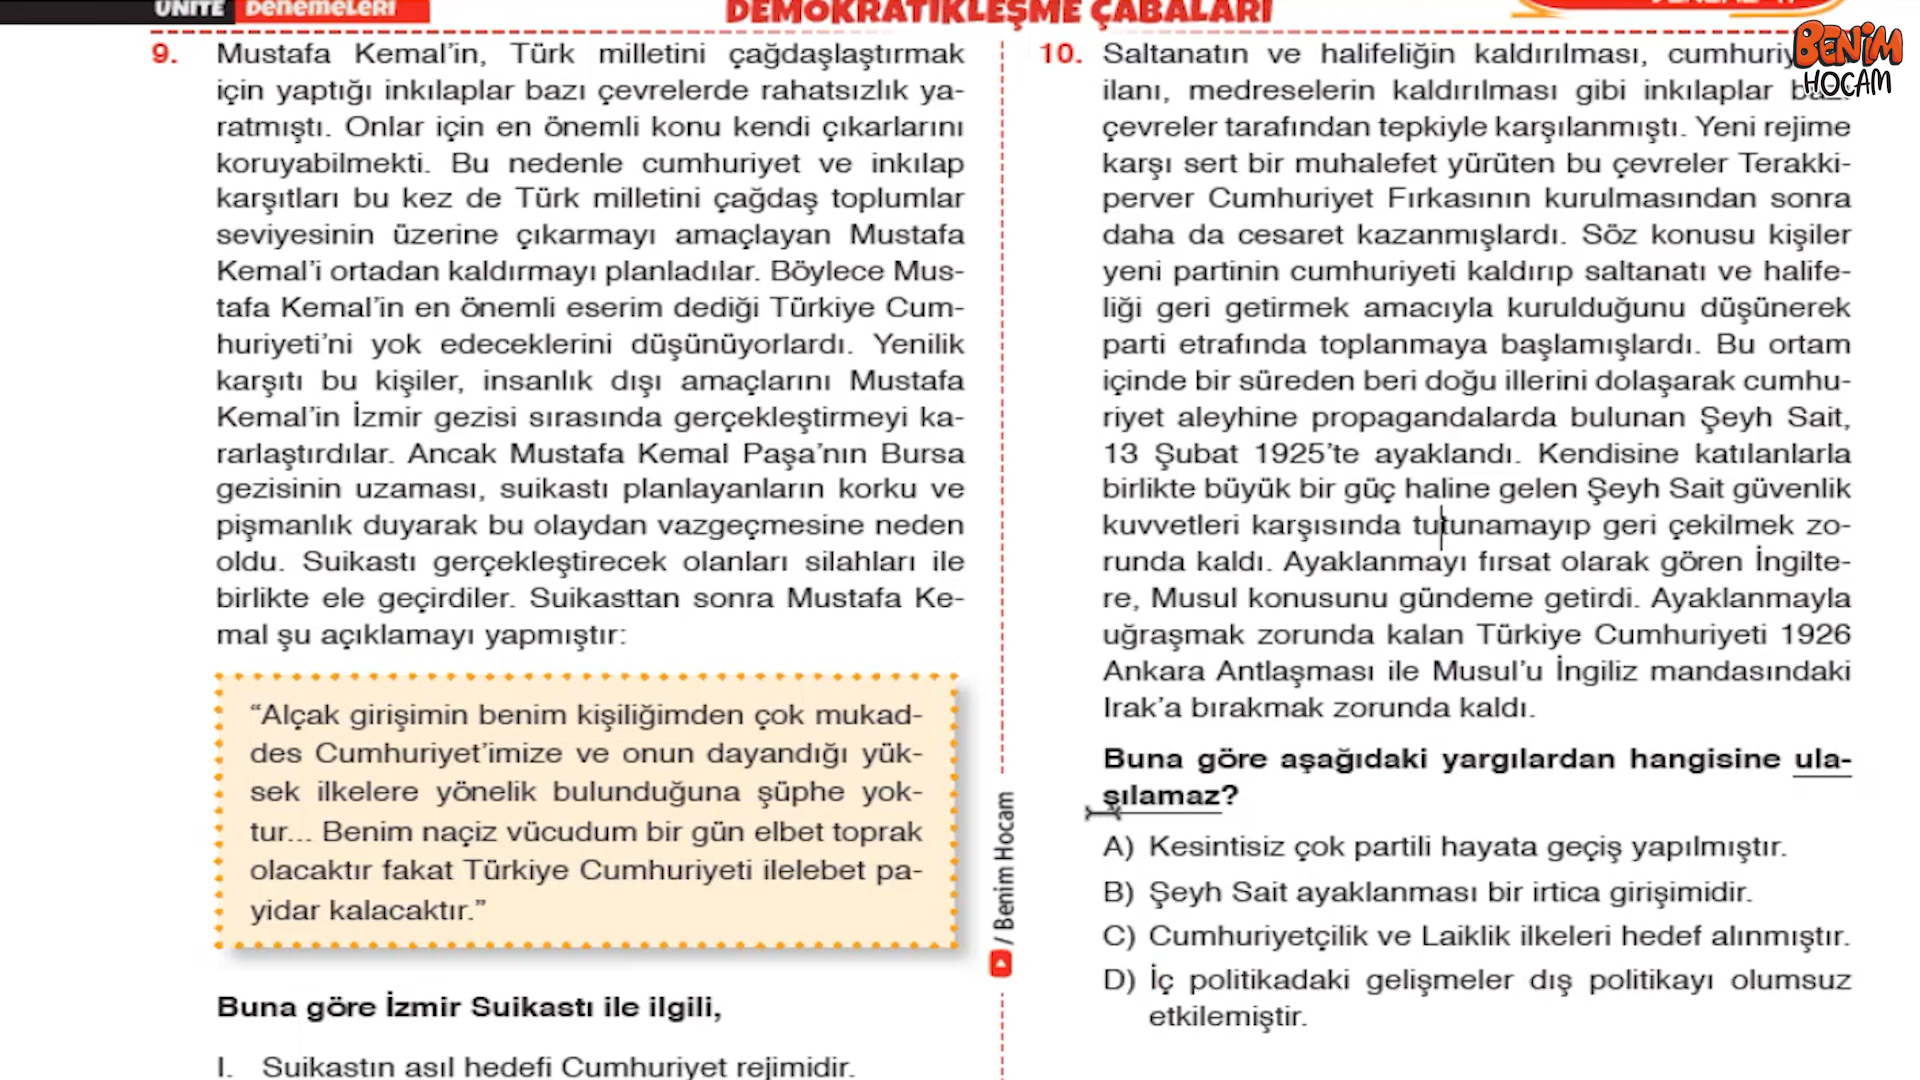 ÜNİTE Denemeleri
DEMOKRATİKLEŞME ÇABALARI
BENİM
HOCAM
9. Mustafa Kemal’in, Türk milletini çağdaşlaştırmak
için yaptığı inkılaplar bazı çevrelerde rahatsızlık ya-
ratmıştı. Onlar için en önemli konu kendi çıkarlarını
koruyabilmekti. Bu nedenle cumhuriyet ve inkılap
karşıtları bu kez de Türk milletini çağdaş toplumlar
seviyesinin üzerine çıkarmayı amaçlayan Mustafa
Kemal’i ortadan kaldırmayı planladılar. Böylece Mus-
tafa Kemal’in en önemli eserim dediği Türkiye Cum-
huriyeti’ni yok edeceklerini düşünüyorlardı. Yenilik
karşıtı bu kişiler, insanlık dışı amaçlarını Mustafa
Kemal’in İzmir gezisi sırasında gerçekleştirmeyi ka-
rarlaştırdılar. Ancak Mustafa Kemal Paşa’nın Bursa
gezisinin uzaması, suikastı planlayanların korku ve
pişmanlık duyarak bu olaydan vazgeçmesine neden
oldu. Suikastı gerçekleştirecek olanları silahları ile
birlikte ele geçirdiler. Suikasttan sonra Mustafa Ke-
mal şu açıklamayı yapmıştır:
“Alçak girişimin benim kişiliğimden çok mukad-
des Cumhuriyet’imize ve onun dayandığı yük-
sek ilkelere yönelik bulunduğuna şüphe yok-
tur... Benim naçiz vücudum bir gün elbet toprak
olacaktır fakat Türkiye Cumhuriyeti ilelebet pa-
yidar kalacaktır.”
Buna göre İzmir Suikastı ile ilgili,
I. Suikastın asıl hedefi Cumhuriyet rejimidir.
/ Benim Hocam
10. Saltanatın ve halifeliğin kaldırılması, cumhuriy
ilanı, medreselerin kaldırılması gibi inkılaplar
çevreler tarafından tepkiyle karşılanmıştı. Yeni rejime
karşı sert bir muhalefet yürüten bu çevreler Terakki-
perver Cumhuriyet Fırkasının kurulmasından sonra
daha da cesaret kazanmışlardı. Söz konusu kişiler
yeni partinin cumhuriyeti kaldırıp saltanatı ve halife-
liği geri getirmek amacıyla kurulduğunu düşünerek
parti etrafında toplanmaya başlamışlardı. Bu ortam
içinde bir süreden beri doğu illerini dolaşarak cumhu-
riyet aleyhine propagandalarda bulunan Şeyh Sait,
13 Şubat 1925’te ayaklandı. Kendisine katılanlarla
birlikte büyük bir güç haline gelen Şeyh Sait güvenlik
kuvvetleri karşısında tutunamayıp geri çekilmek zo-
runda kaldı. Ayaklanmayı fırsat olarak gören İngilte-
re, Musul konusunu gündeme getirdi. Ayaklanmayla
uğraşmak zorunda kalan Türkiye Cumhuriyeti 1926
Ankara Antlaşması ile Musul’u İngiliz mandasındaki
Irak’a bırakmak zorunda kaldı.
Buna göre aşağıdaki yargılardan hangisine ula-
şılamaz?
A) Kesintisiz çok partili hayata geçiş yapılmıştır.
B) Şeyh Sait ayaklanması bir irtica girişimidir.
C) Cumhuriyetçilik ve Laiklik ilkeleri hedef alınmıştır.
D) İç politikadaki gelişmeler dış politikayı olumsuz
etkilemiştir.